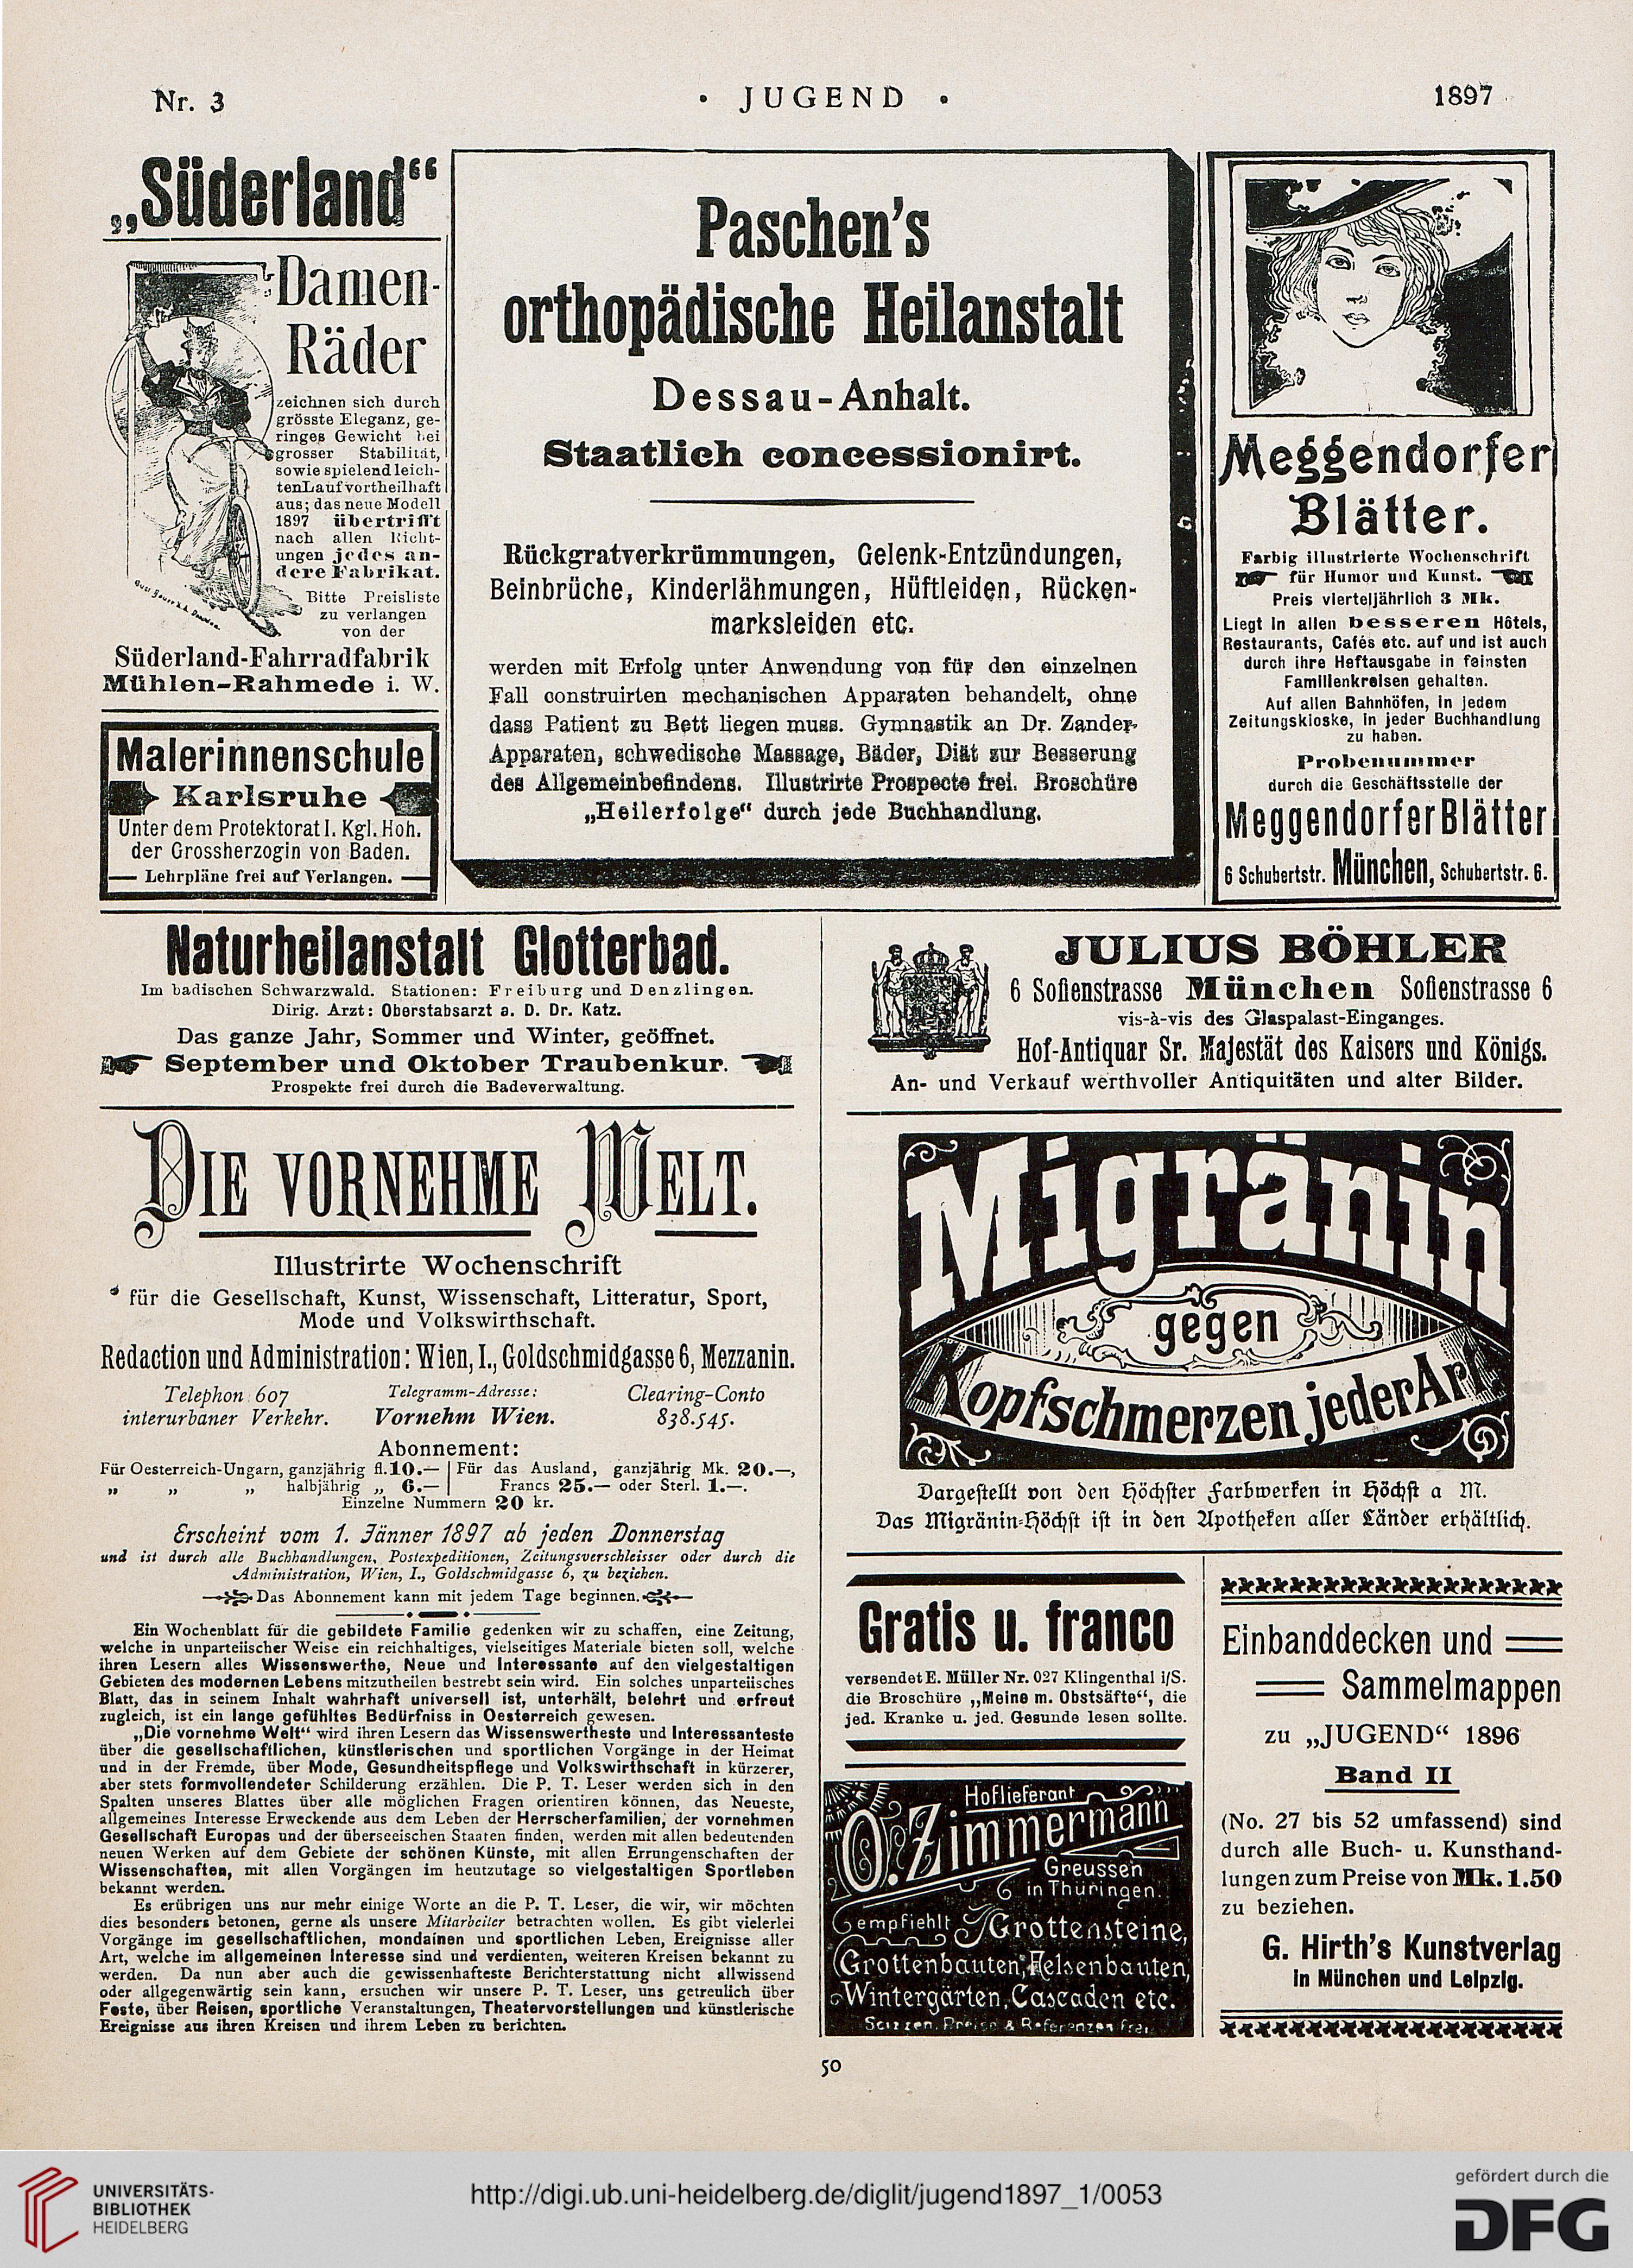 Nr. 3
· JUGEND ·
1897
„Süderland“
Damen-
Räder
zeichnen sich durch
grösste Eleganz, ge-
ringes Gewicht bei
grosser Stabilität,
sowie spielend leich-
ten Lauf vortheilhaft
aus; das neue Modell
1897 übertrifft
nach allen Richt-
ungen jedes an-
dere Fabrikat.
Bitte Preisliste
zu verlangen
von der
Süderland-Fahrradfabrik
Mühlen-Rahmede i. W.
Malerinnenschule
Karlsruhe
Unter dem Protektorat I. Kgl. Hoh.
der Grossherzogin von Baden.
Lehrpläne frei auf Verlangen.
Paschen's
orthopädische Heilanstalt
Dessau-Anhalt.
Staatlich concessionirt.
Rückgratverkrümmungen, Gelenk-Entzündungen,
Beinbrüche, Kinderlähmungen, Hüftleiden, Rücken-
marksleiden etc.
werden mit Erfolg unter Anwendung von für den einzelnen
Fall construirten mechanischen Apparaten behandelt, ohne
dass Patient zu Bett liegen muss. Gymnastik an Dr. Zander-
Apparaten, schwedische Massage, Bäder, Diät zur Besserung
des Allgemeinbefindens. Illustrirte Prospecte frei. Broschüre
„Heilerfolge“ durch jede Buchhandlung.
Meggendorfer
Blätter.
Farbig illustrierte Wochenschrift
für Humor und Kunst.
Preis vierteljährlich 3 Mk.
Liegt in allen besseren Hôtels,
Restaurants, Cafés etc. auf und ist auch
durch ihre Heftausgabe in feinsten
Familienkreisen gehalten.
Auf allen Bahnhöfen, in jedem
Zeitungskioske, in jeder Buchhandlung
zu haben.
Probenummer
durch die Geschäftsstelle der
Meggendorfer Blätter
6 Schubertstr. München, Schubertstr. 6.
Naturheilanstalt Glotterbad.
Im badischen Schwarzwald. Stationen: Freiburg und Denzlingen.
Dirig. Arzt: Oberstabsarzt a. D. Dr. Katz.
Das ganze Jahr, Sommer und Winter, geöffnet.
September und Oktober Traubenkur.
Prospekte frei durch die Badeverwaltung.
JULIUS BÖHLER
6 Sofienstrasse München Sofienstrasse 6
vis-à-vis des Glaspalast-Einganges.
Hof-Antiquar Sr. Majestät des Kaisers und Königs.
An- und Verkauf werthvoller Antiquitäten und alter Bilder.
DIE VORNEHME WELT.
Illustrirte Wochenschrift
für die Gesellschaft, Kunst, Wissenschaft, Litteratur, Sport,
Mode und Volkswirthschaft.
Redaction und Administration: Wien, I., Goldschmidgasse 6, Mezzanin.
Telephon 607 Telegramm-Adresse: Clearing-Conto
interurbaner Verkehr. Vornehm Wien. 838.545.
Abonnement:
Für Oesterreich-Ungarn, ganzjährig fl. 10.— | Für das Ausland, ganzjährig Mk. 20.—,
„ „ „ halbjährig „ 6.— | Francs 25.— oder Sterl. 1.—.
Einzelne Nummern 20 kr.
Erscheint vom 1. Jänner 1897 ab jeden Donnerstag
und ist durch alle Buchhandlungen, Postexpeditionen, Zeitungsverschleisser oder durch die
Administration, Wien, I., Goldschmidgasse 6, zu beziehen.
Das Abonnement kann mit jedem Tage beginnen.
Ein Wochenblatt für die gebildete Familie gedenken wir zu schaffen, eine Zeitung,
welche in unparteiischer Weise ein reichhaltiges, vielseitiges Materiale bieten soll, welche
ihren Lesern alles Wissenswerthe, Neue und Interessante auf den vielgestaltigen
Gebieten des modernen Lebens mitzutheilen bestrebt sein wird. Ein solches unparteiisches
Blatt, das in seinem Inhalt wahrhaft universell ist, unterhält, belehrt und erfreut
zugleich, ist ein lange gefühltes Bedürfniss in Oesterreich gewesen.
„Die vornehme Welt“ wird ihren Lesern das Wissenswertheste und Interessanteste
über die gesellschaftlichen, künstlerischen und sportlichen Vorgänge in der Heimat
und in der Fremde, über Mode, Gesundheitspflege und Volkswirthschaft in kürzerer,
aber stets formvollendeter Schilderung erzählen. Die P. T. Leser werden sich in den
Spalten unseres Blattes über alle möglichen Fragen orientiren können, das Neueste,
allgemeines Interesse Erweckende aus dem Leben der Herrscherfamilien, der vornehmen
Gesellschaft Europas und der überseeischen Staaten finden, werden mit allen bedeutenden
neuen Werken auf dem Gebiete der schönen Künste, mit allen Errungenschaften der
Wissenschaften, mit allen Vorgängen im heutzutage so vielgestaltigen Sportleben
bekannt werden.
Es erübrigen uns nur mehr einige Worte an die P. T. Leser, die wir, wir möchten
dies besonders betonen, gerne als unsere Mitarbeiter betrachten wollen. Es gibt vielerlei
Vorgänge im gesellschaftlichen, mondainen und sportlichen Leben, Ereignisse aller
Art, welche im allgemeinen Interesse sind und verdienten, weiteren Kreisen bekannt zu
werden. Da nun aber auch die gewissenhafteste Berichterstattung nicht allwissend
oder allgegenwärtig sein kann, ersuchen wir unsere P. T. Leser, uns getreulich über
Feste, über Reisen, sportliche Veranstaltungen, Theatervorstellungen und künstlerische
Ereignisse aus ihren Kreisen und ihrem Leben zu berichten.
Migränin
gegen
Kopfschmerzen jeder Art
Dargestellt von den Höchster Farbwerken in Höchst a M.
Das Migränin-Höchst ist in den Apotheken aller Länder erhältlich.
Gratis u. franco
versendet E. Müller Nr. 027 Klingenthal i/S.
die Broschüre „Meine m. Obstsäfte“, die
jed. Kranke u. jed. Gesunde lesen sollte.
Hoflieferant
O. Zimmermann
Greussen
in Thüringen.
empfiehlt Grottensteine,
Grottenbauten, Felsenbauten,
Wintergärten, Cascaden etc.
Scizzen, Preise & Referenzen frei.
Einbanddecken und
Sammelmappen
zu „JUGEND“ 1896
Band II
(No. 27 bis 52 umfassend) sind
durch alle Buch- u. Kunsthand-
lungen zum Preise von Mk. 1.50
zu beziehen.
G. Hirth's Kunstverlag
in München und Leipzig.
50
UNIVERSITÄTS-
BIBLIOTHEK
HEIDELBERG
http://digi.ub.uni-heidelberg.de/diglit/jugend1897_1/0053
gefördert durch die
DFG